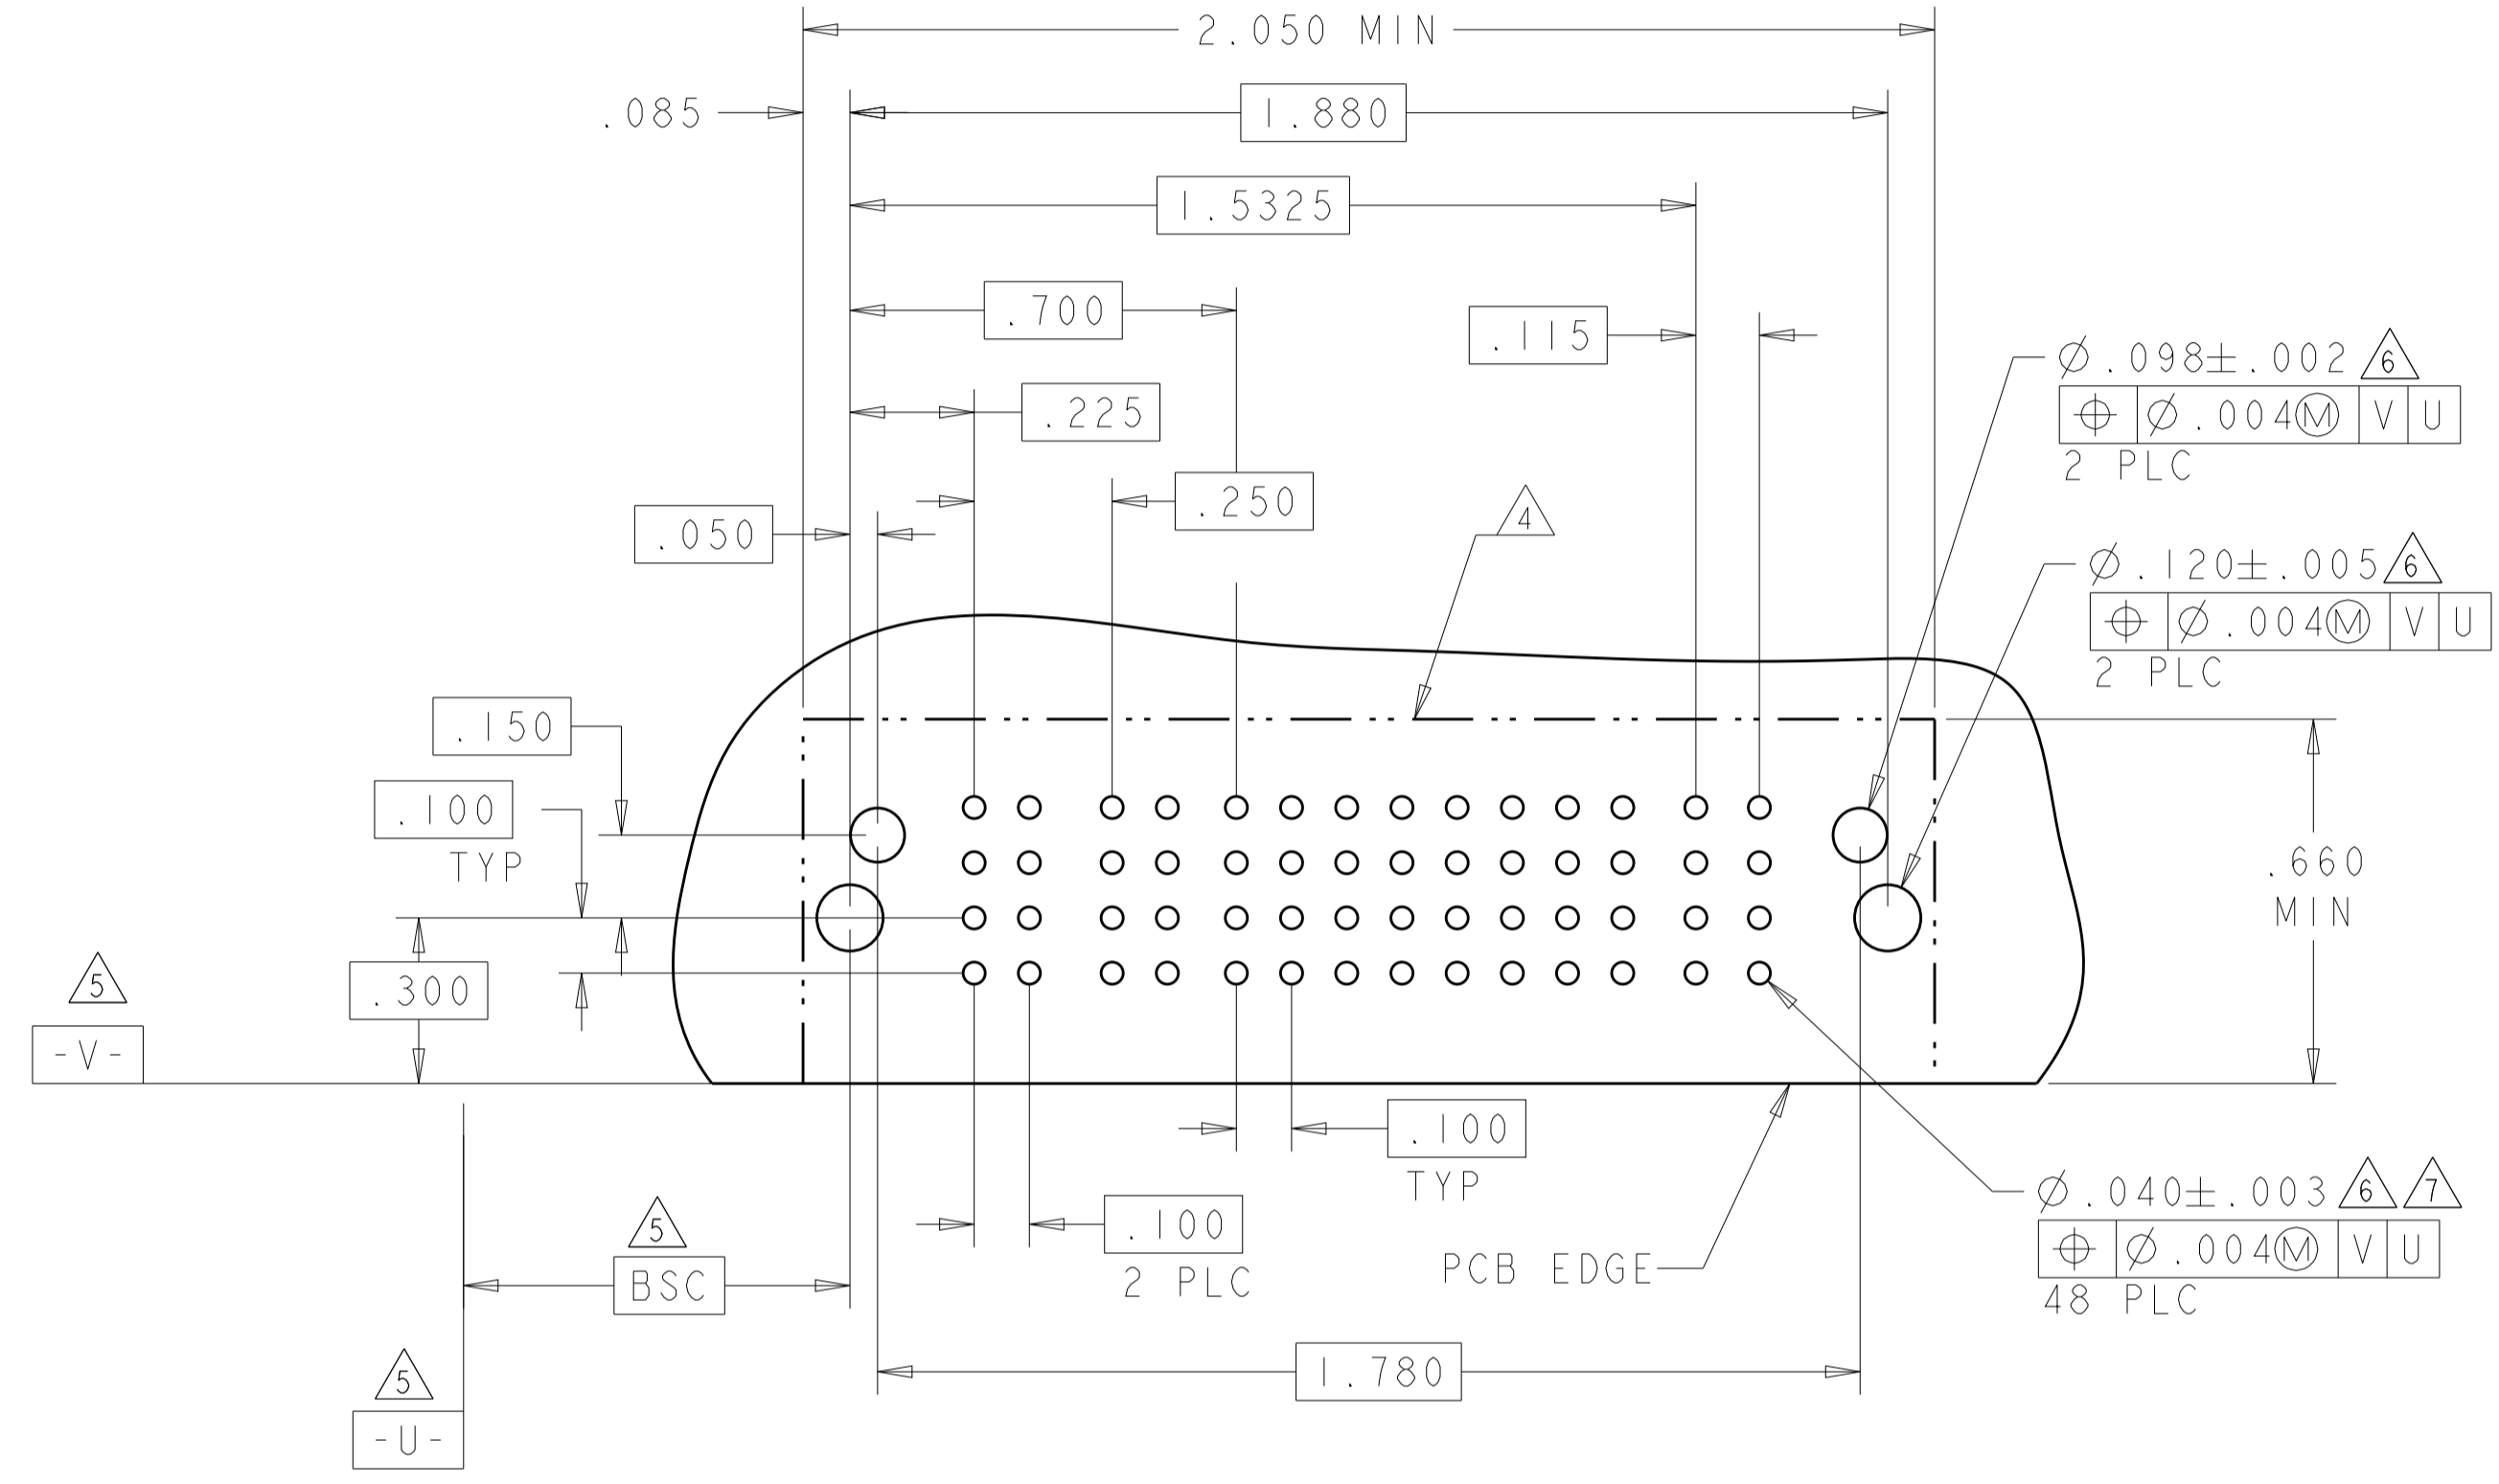 2.050 MIN
.085
1.880
1.5325
.700
.115
.225
.250
.050
4
⌀.098±.002 6
⌖ ⌀.004Ⓜ V U
2 PLC
⌀.120±.005 6
⌖ ⌀.004Ⓜ V U
2 PLC
.150
.100
TYP
.660
MIN
5
.300
-V-
.100
TYP
5
BSC
.100
2 PLC
PCB EDGE
⌀.040±.003 6 7
⌖ ⌀.004Ⓜ V U
48 PLC
1.780
5
-U-